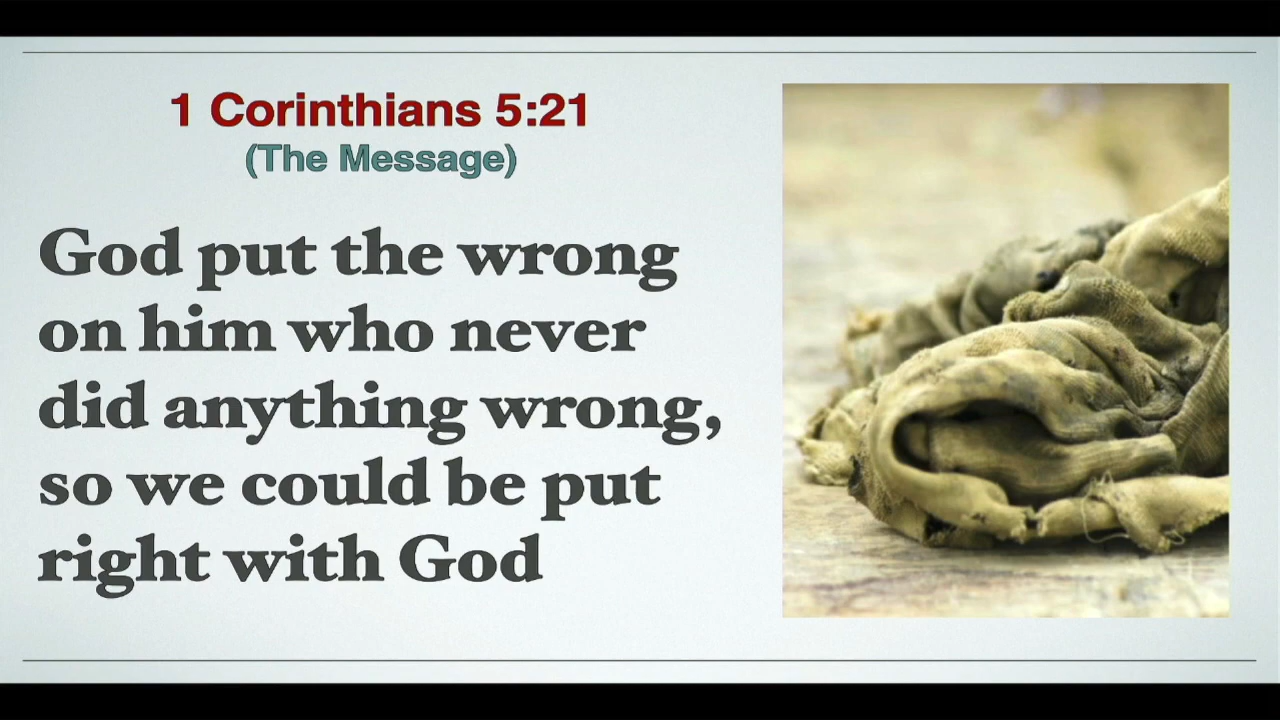 1 Corinthians 5:21
(The Message)
God put the wrong
on him who never
did anything wrong,
so we could be put
right with God